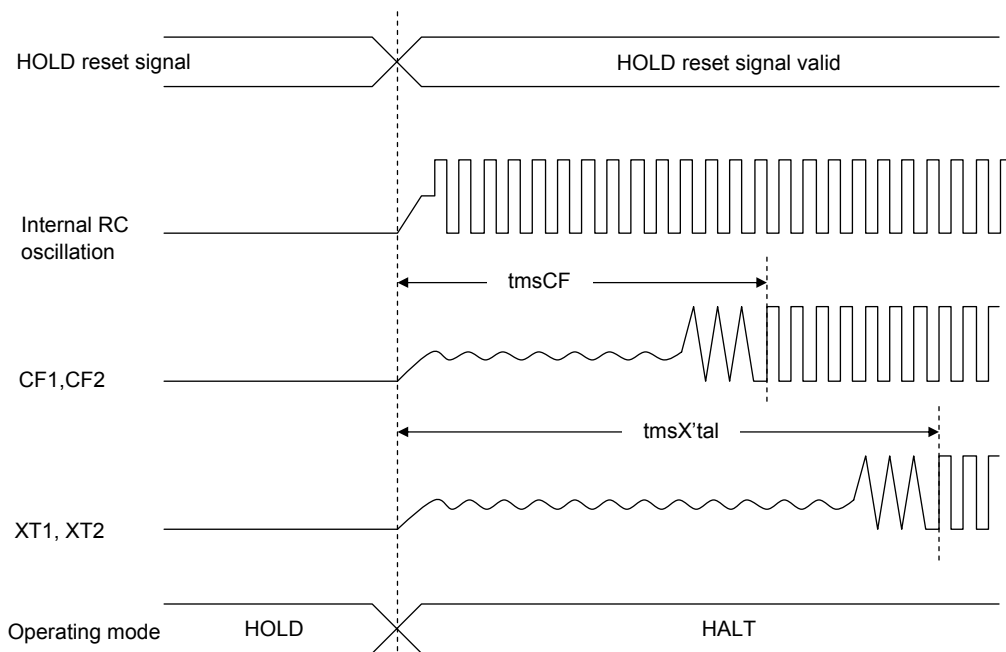 HOLD reset signal
HOLD reset signal valid
Internal RC
oscillation
tmsCF
CF1,CF2
tmsX'tal
XT1, XT2
Operating mode
HOLD
HALT